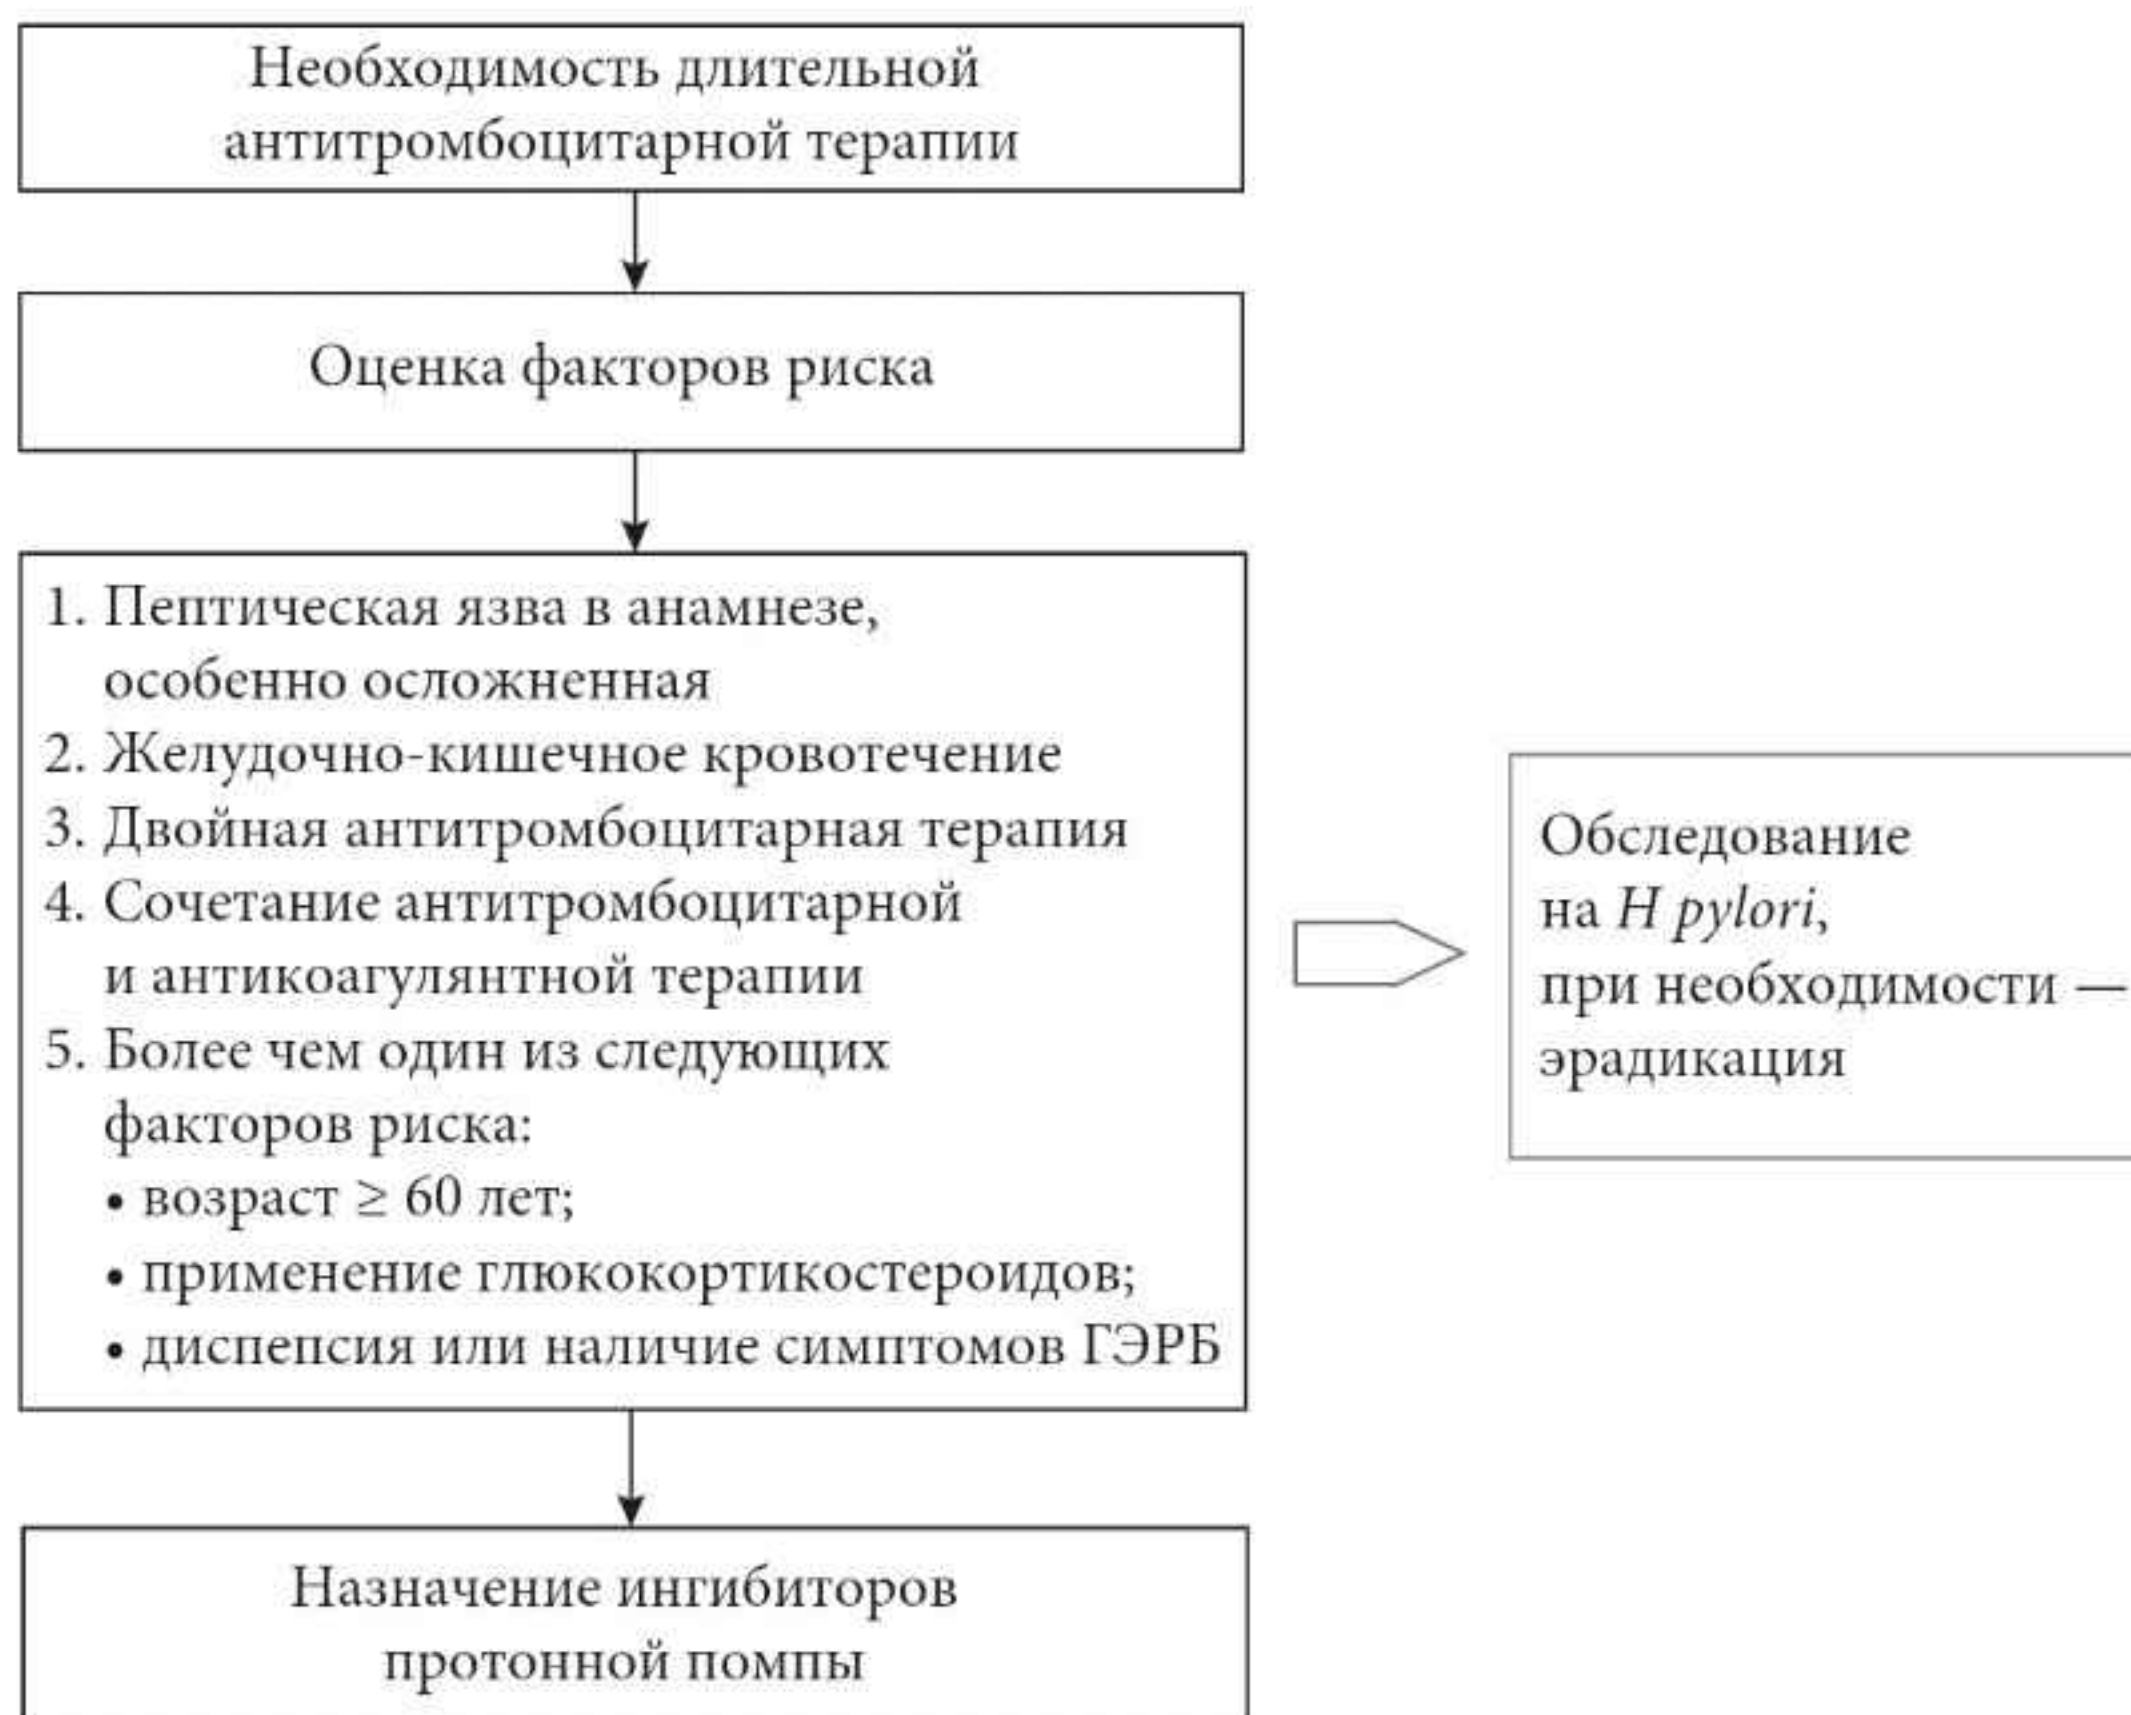 Необходимость длительной
антитромбоцитарной терапии
Оценка факторов риска
1. Пептическая язва в анамнезе,
особенно осложненная
2. Желудочно-кишечное кровотечение
3. Двойная антитромбоцитарная терапия
4. Сочетание антитромбоцитарной
и антикоагулянтной терапии
5. Более чем один из следующих
факторов риска:
• возраст ≥ 60 лет;
• применение глюкокортикостероидов;
• диспепсия или наличие симптомов ГЭРБ
Обследование
на H pylori,
при необходимости —
эрадикация
Назначение ингибиторов
протонной помпы